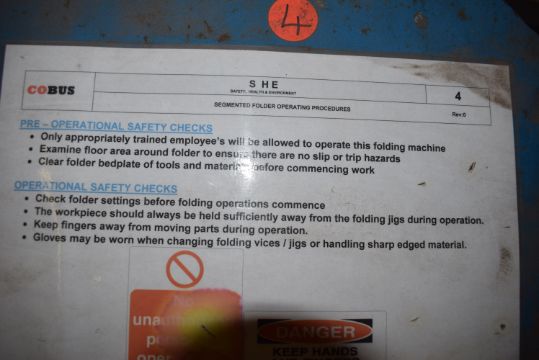 4
COBUS
S H E
SAFETY, HEALTH & ENVIRONMENT
4
SEGMENTED FOLDER OPERATING PROCEDURES
Rev:0
PRE – OPERATIONAL SAFETY CHECKS
• Only appropriately trained employee's will be allowed to operate this folding machine
• Examine floor area around folder to ensure there are no slip or trip hazards
• Clear folder bedplate of tools and material before commencing work
OPERATIONAL SAFETY CHECKS
• Check folder settings before folding operations commence
• The workpiece should always be held sufficiently away from the folding jigs during operation.
• Keep fingers away from moving parts during operation.
• Gloves may be worn when changing folding vices / jigs or handling sharp edged material.
No
DANGER
KEEP HANDS